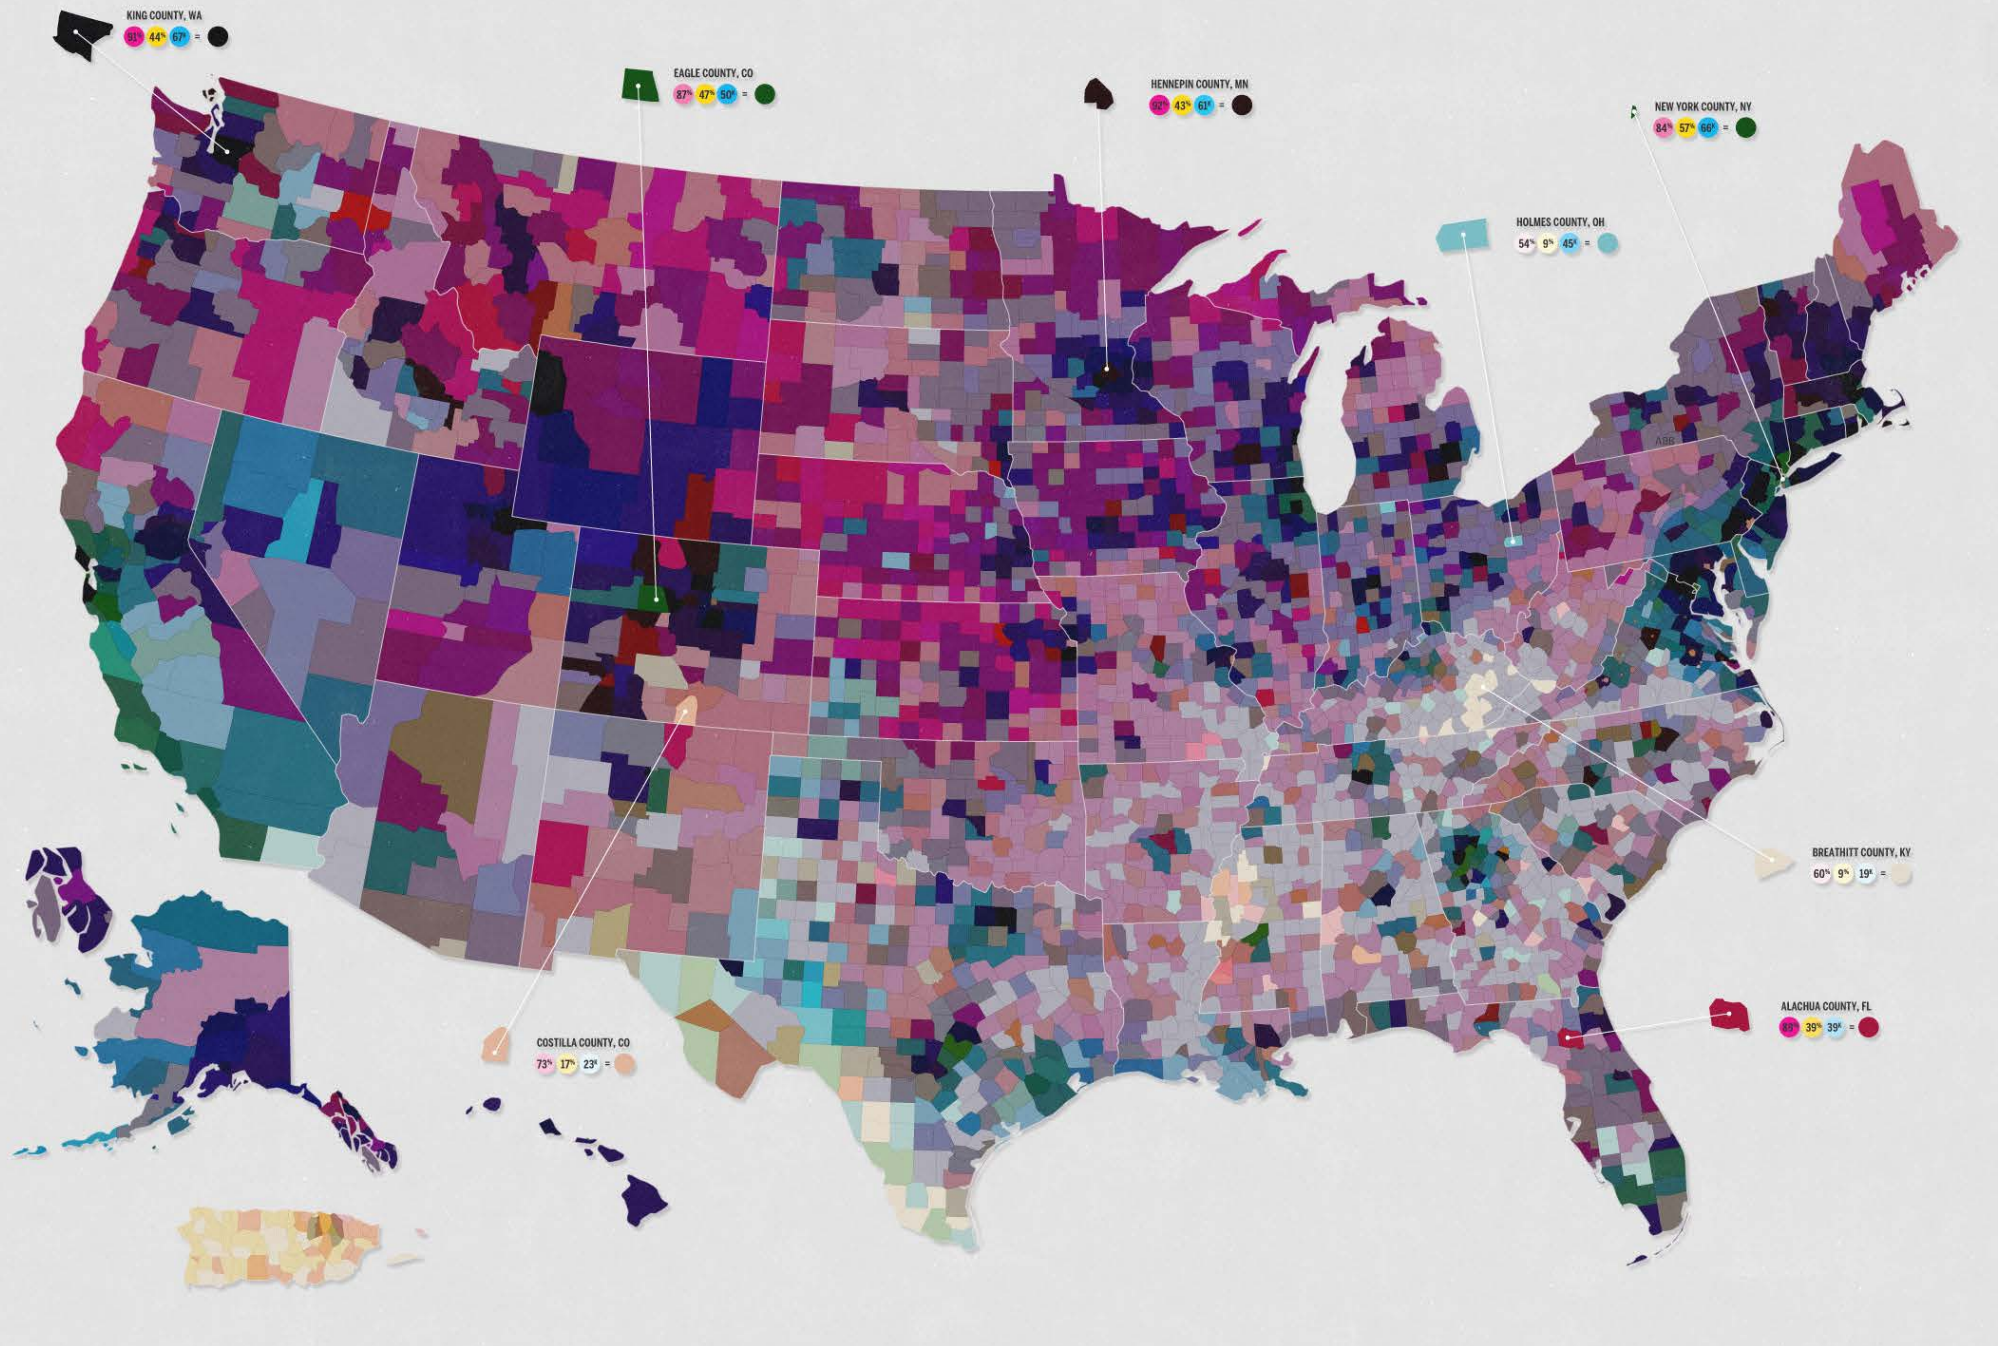 KING COUNTY, WA
91% 44% 67K =
EAGLE COUNTY, CO
87% 47% 50K =
HENNEPIN COUNTY, MN
92% 43% 61K =
NEW YORK COUNTY, NY
84% 57% 66K =
HOLMES COUNTY, OH
54% 9% 45K =
BREATHITT COUNTY, KY
60% 9% 19K =
ALACHUA COUNTY, FL
39% 39K =
COSTILLA COUNTY, CO
73% 17% 23K =